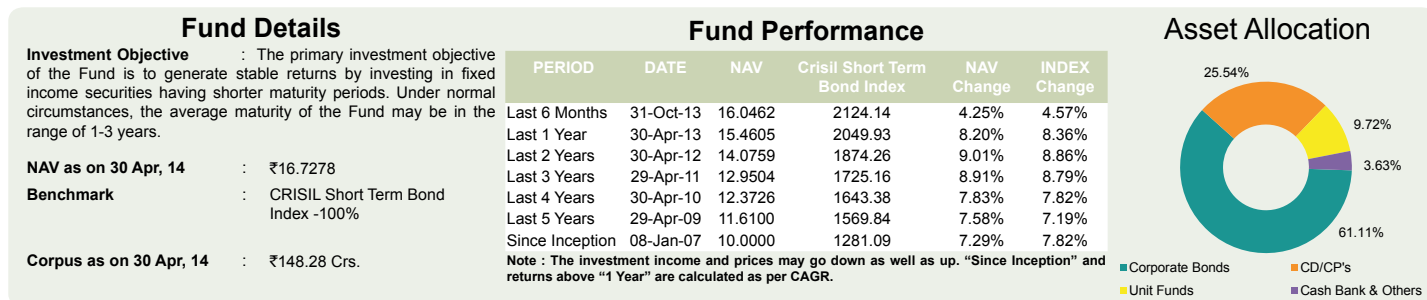 Fund Details
Investment Objective : The primary investment objective
of the Fund is to generate stable returns by investing in fixed
income securities having shorter maturity periods. Under normal
circumstances, the average maturity of the Fund may be in the
range of 1-3 years.
NAV as on 30 Apr, 14 : ₹16.7278
Benchmark : CRISIL Short Term Bond
Index -100%
Corpus as on 30 Apr, 14 : ₹148.28 Crs.
Fund Performance
PERIOD DATE NAV Crisil Short Term Bond Index NAV Change INDEX Change
Last 6 Months 31-Oct-13 16.0462 2124.14 4.25% 4.57%
Last 1 Year 30-Apr-13 15.4605 2049.93 8.20% 8.36%
Last 2 Years 30-Apr-12 14.0759 1874.26 9.01% 8.86%
Last 3 Years 29-Apr-11 12.9504 1725.16 8.91% 8.79%
Last 4 Years 30-Apr-10 12.3726 1643.38 7.83% 7.82%
Last 5 Years 29-Apr-09 11.6100 1569.84 7.58% 7.19%
Since Inception 08-Jan-07 10.0000 1281.09 7.29% 7.82%
Note : The investment income and prices may go down as well as up. “Since Inception” and
returns above “1 Year” are calculated as per CAGR.
Asset Allocation
25.54%
9.72%
3.63%
61.11%
Corporate Bonds CD/CP's
Unit Funds Cash Bank & Others